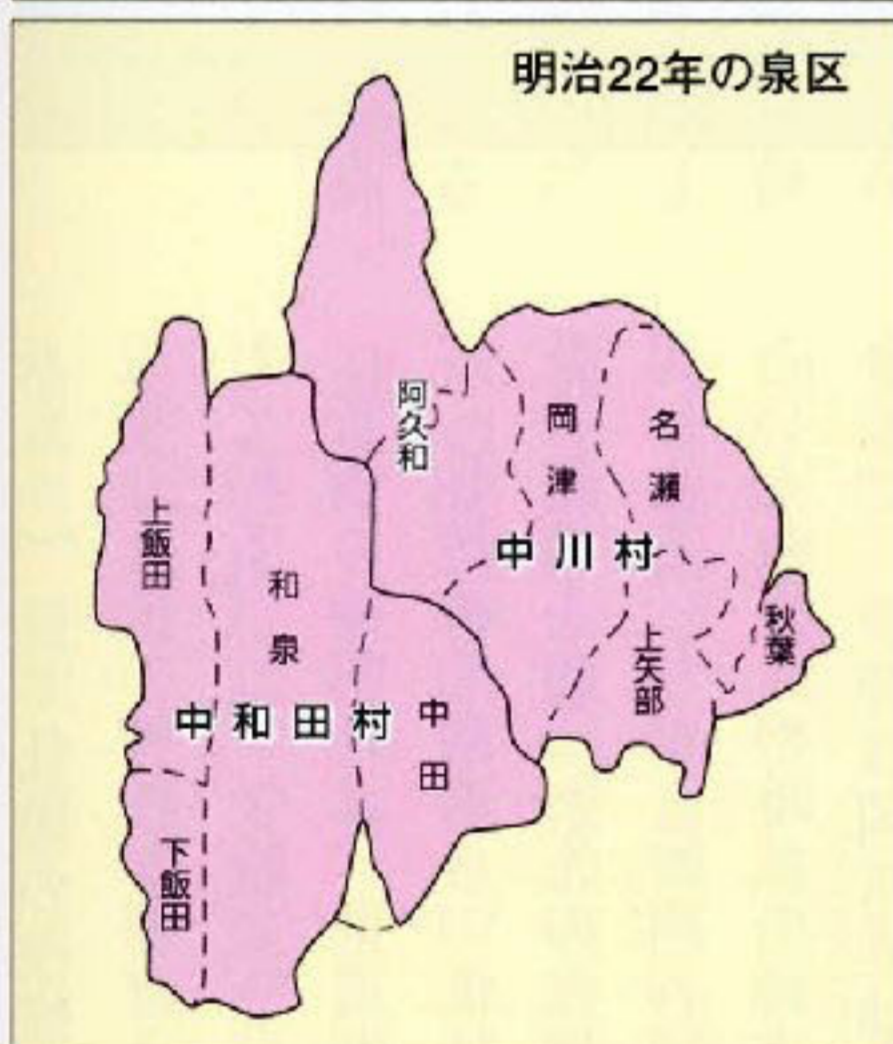 明治22年の泉区
阿久和
岡津
名瀬
中川村
上飯田
和泉
秋葉
上矢部
中和田村
中田
下飯田